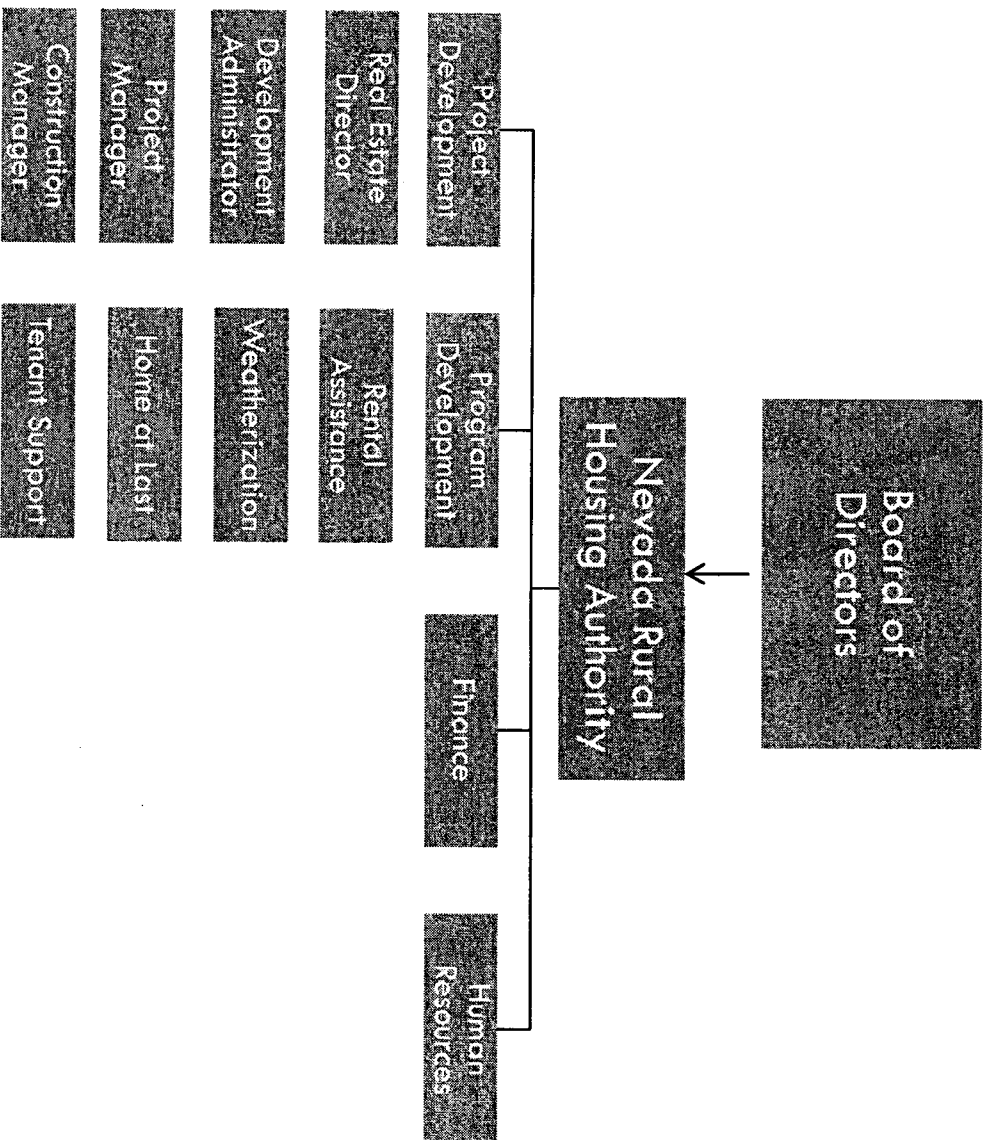 Board of
Directors
Nevada Rural
Housing Authority
Project
Development
Program
Development
Finance
Human
Resources
Real Estate
Director
Rental
Assistance
Development
Administrator
Weatherization
Project
Manager
Home at Last
Construction
Manager
Tenant Support